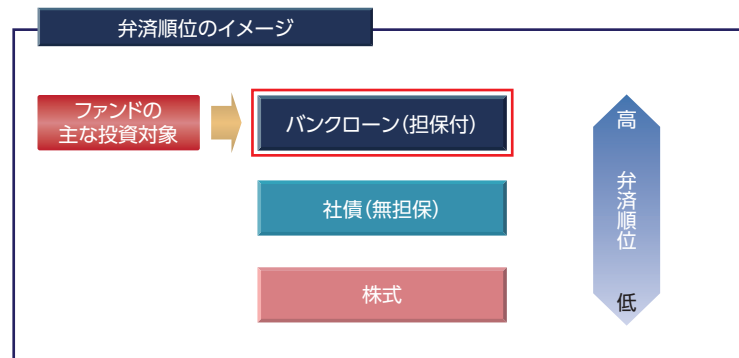 弁済順位のイメージ
ファンドの
主な投資対象
バンクローン(担保付)
社債(無担保)
株式
高
弁済順位
低